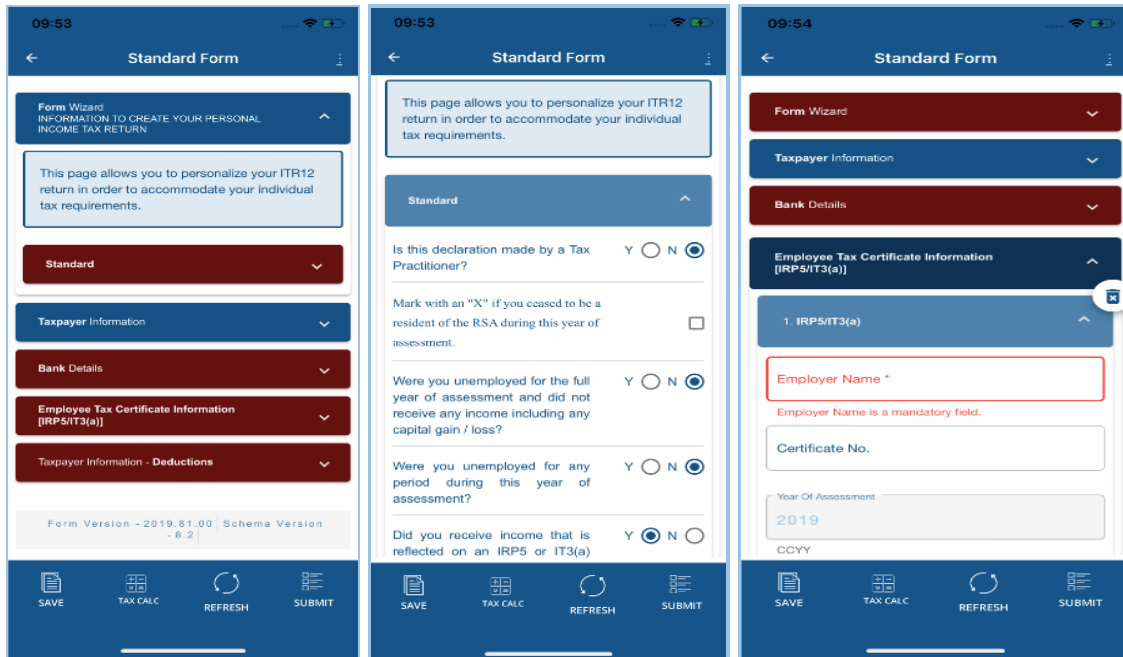 09:53
Standard Form
Form Wizard
INFORMATION TO CREATE YOUR PERSONAL
INCOME TAX RETURN
This page allows you to personalize your ITR12
return in order to accommodate your individual
tax requirements.
Standard
Taxpayer Information
Bank Details
Employee Tax Certificate Information
[IRP5/IT3(a)]
Taxpayer Information - Deductions
Form Version - 2019.81.00 Schema Version
- 6.2
SAVE
TAX CALC
REFRESH
SUBMIT
09:53
Standard Form
This page allows you to personalize your ITR12
return in order to accommodate your individual
tax requirements.
Standard
Is this declaration made by a Tax Y N
Practitioner?
Mark with an "X" if you ceased to be a
resident of the RSA during this year of
assessment.
Were you unemployed for the full Y N
year of assessment and did not
receive any income including any
capital gain / loss?
Were you unemployed for any Y N
period during this year of
assessment?
Did you receive income that is Y N
reflected on an IRP5 or IT3(a)
SAVE
TAX CALC
REFRESH
SUBMIT
09:54
Standard Form
Form Wizard
Taxpayer Information
Bank Details
Employee Tax Certificate Information
[IRP5/IT3(a)]
1. IRP5/IT3(a)
Employer Name *
Employer Name is a mandatory field.
Certificate No.
Year Of Assessment
2019
CCYY
SAVE
TAX CALC
REFRESH
SUBMIT